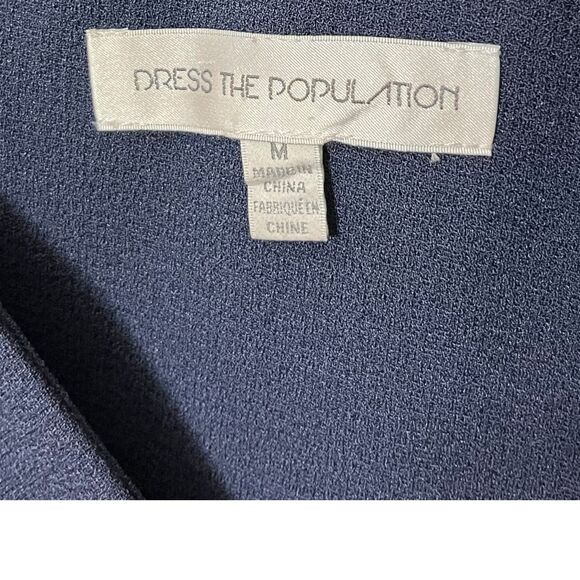 DRESS THE POPULATION
M
MADE IN
CHINA
FABRIQUÉ EN
CHINE